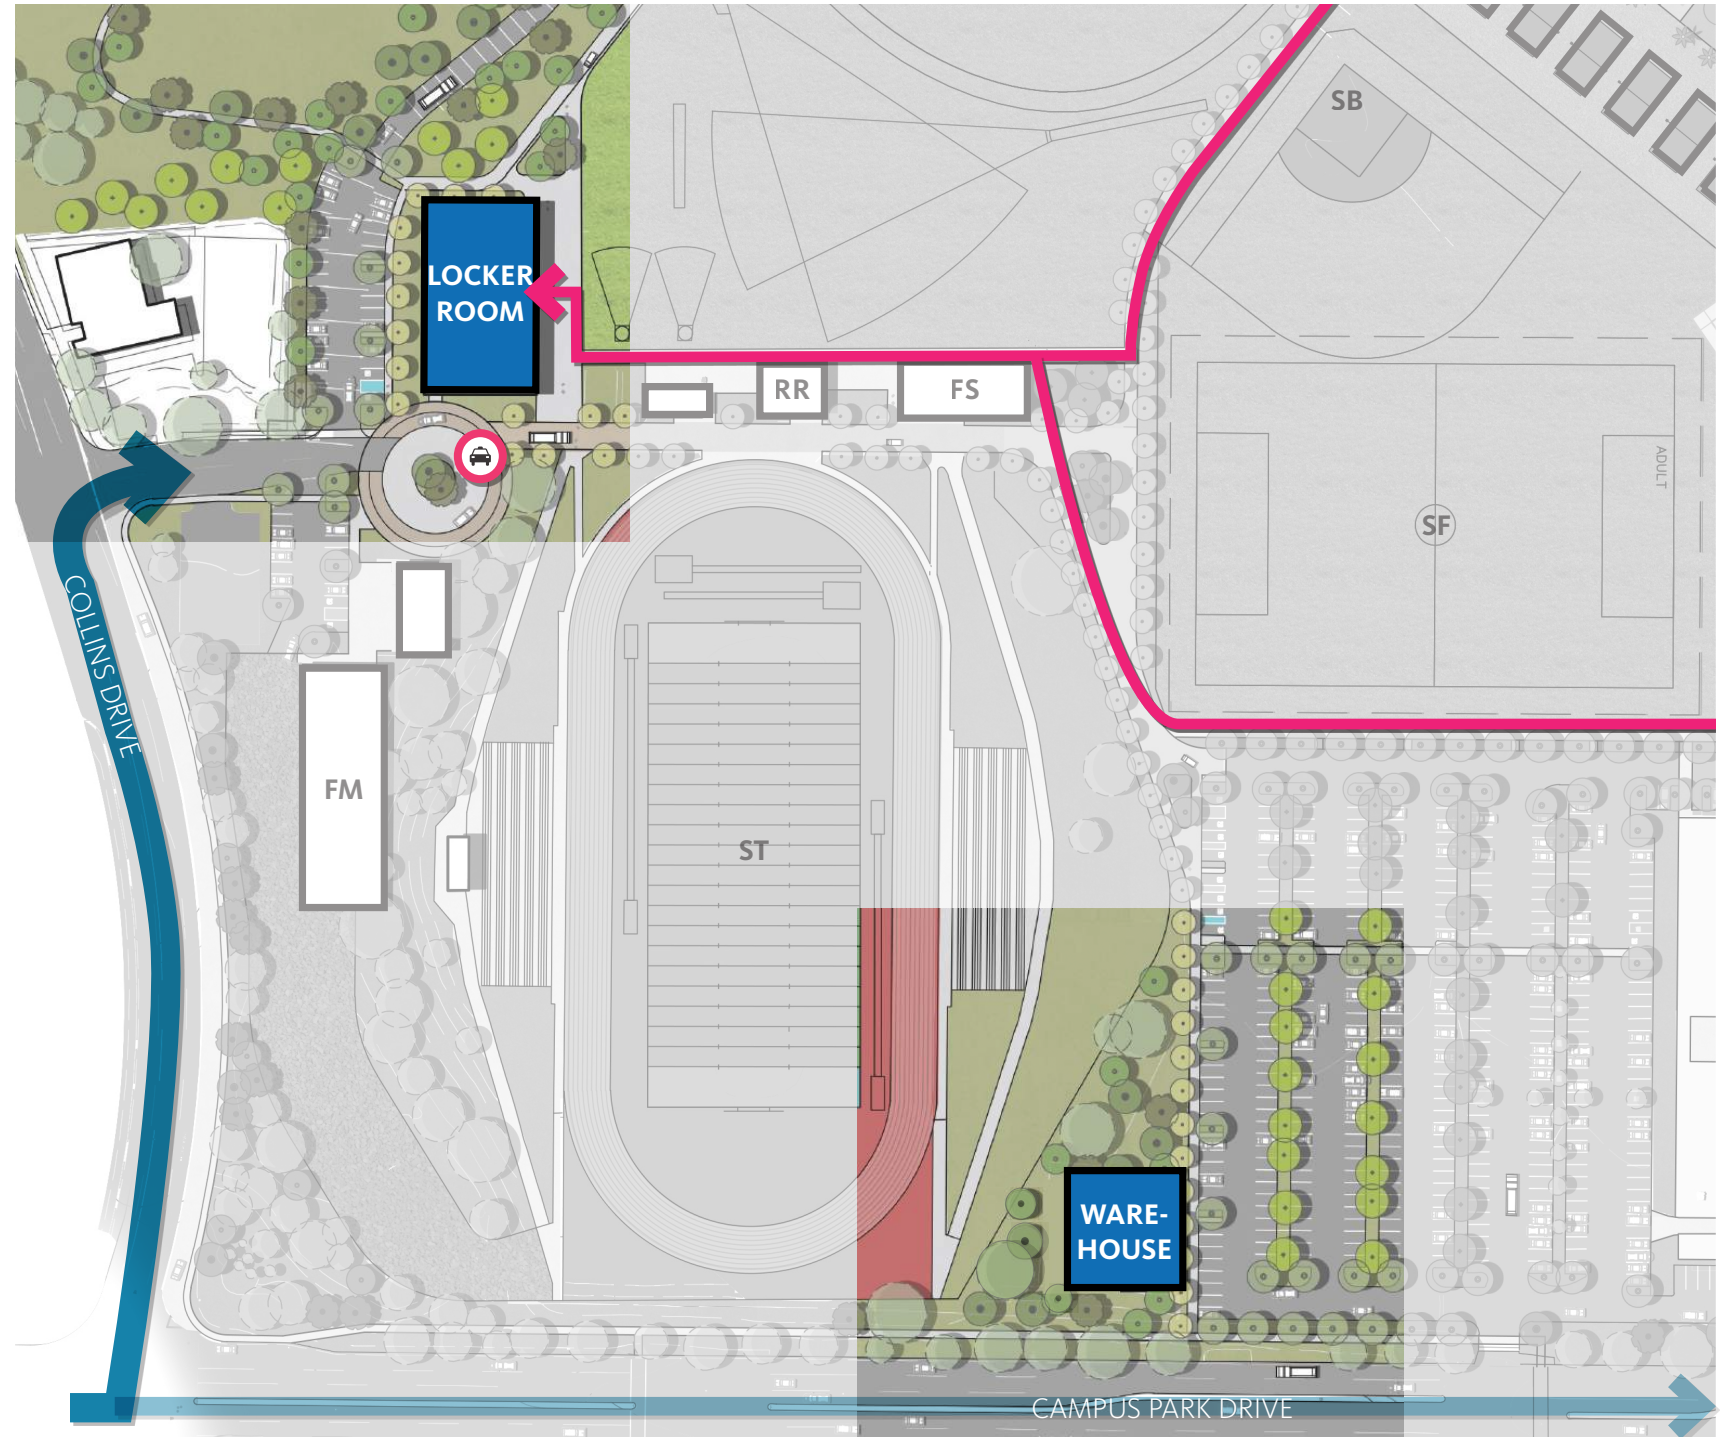 SB
LOCKER
ROOM
RR
FS
ADULT
SF
COLLINS DRIVE
FM
ST
WARE-
HOUSE
CAMPUS PARK DRIVE